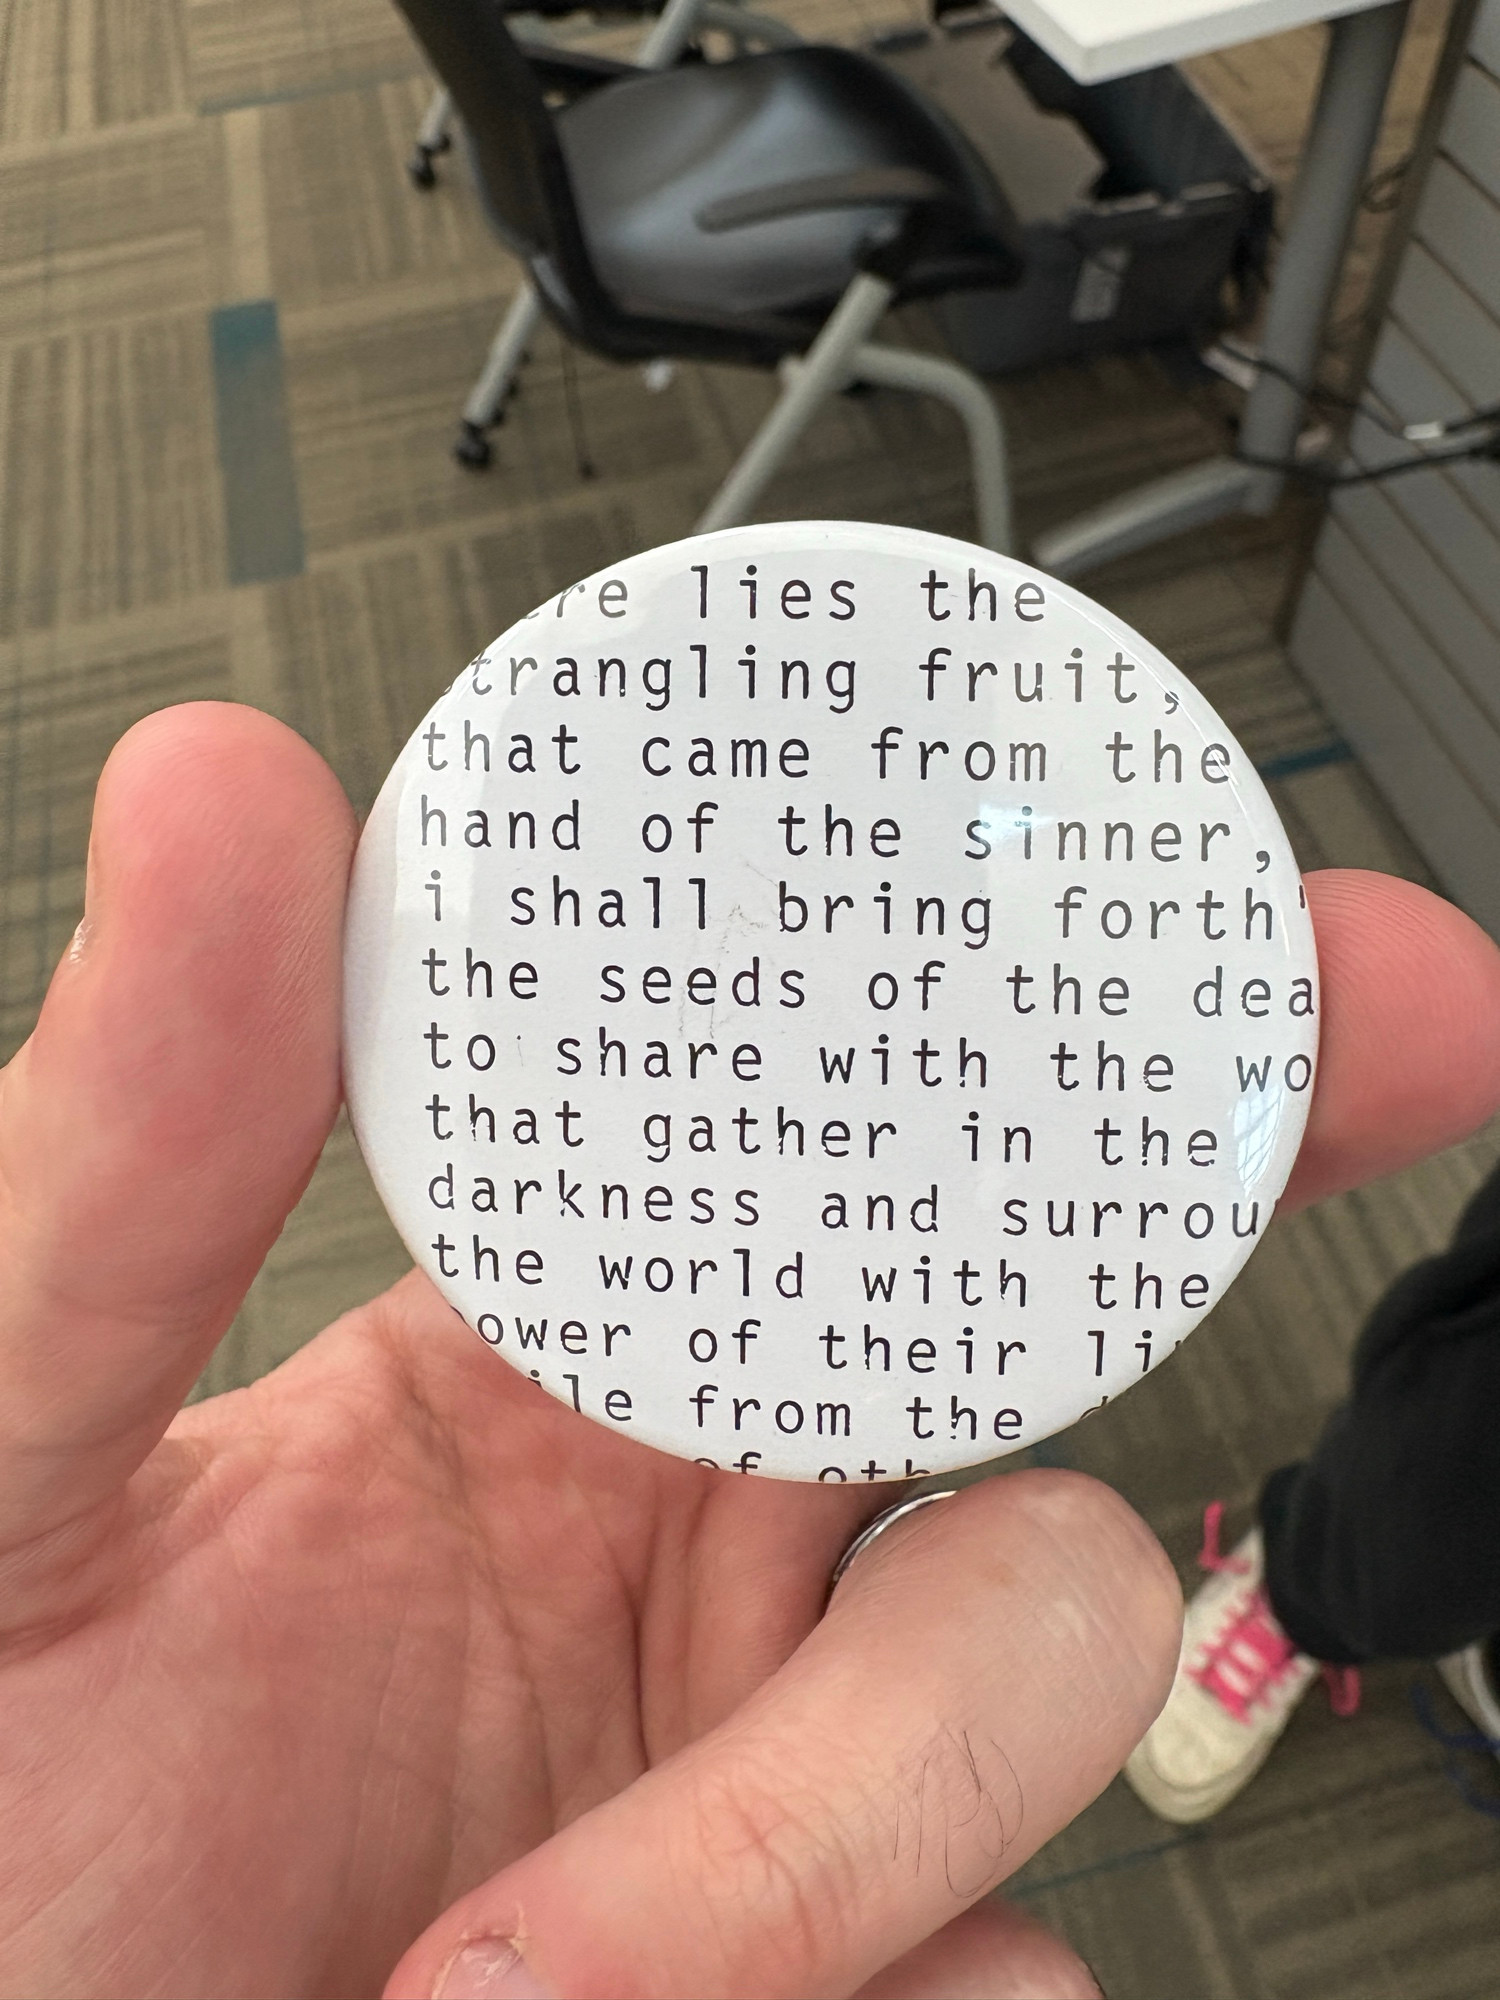 lies the
fruit,
that came from the
hand of the sinner,
i shall bring forth
the seeds of the
to share with the
that gather in the
darkness and
the world with the
of their
from the
of